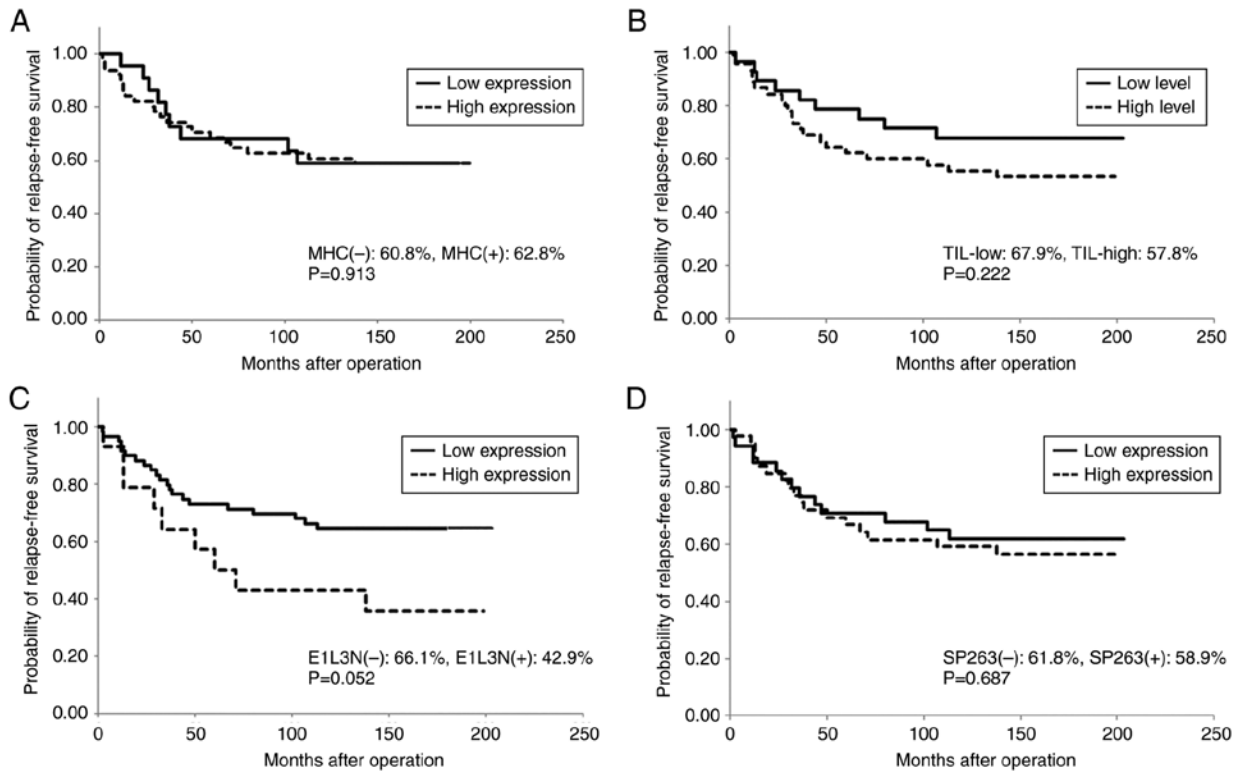 A
Probability of relapse-free survival
1.00
0.80
0.60
0.40
0.20
0.00
Low expression
High expression
MHC(–): 60.8%, MHC(+): 62.8%
P=0.913
0 50 100 150 200 250
Months after operation
B
Probability of relapse-free survival
1.00
0.80
0.60
0.40
0.20
0.00
Low level
High level
TIL-low: 67.9%, TIL-high: 57.8%
P=0.222
0 50 100 150 200 250
Months after operation
C
Probability of relapse-free survival
1.00
0.80
0.60
0.40
0.20
0.00
Low expression
High expression
E1L3N(–): 66.1%, E1L3N(+): 42.9%
P=0.052
0 50 100 150 200 250
Months after operation
D
Probability of relapse-free survival
1.00
0.80
0.60
0.40
0.20
0.00
Low expression
High expression
SP263(–): 61.8%, SP263(+): 58.9%
P=0.687
0 50 100 150 200 250
Months after operation